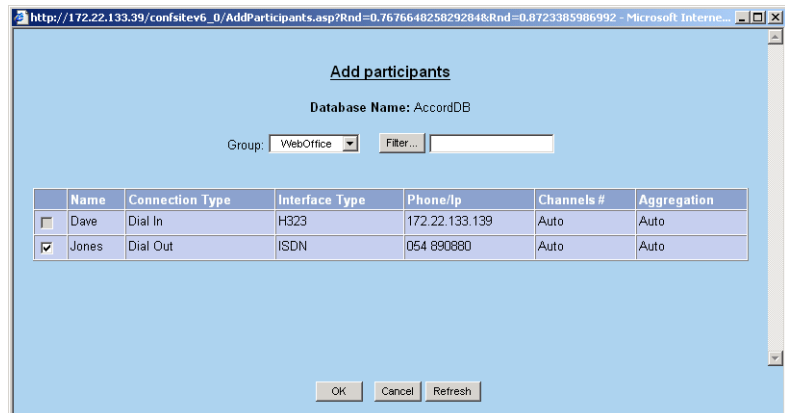 http://172.22.133.39/confsitev6_0/AddParticipants.asp?Rnd=0.767664825829284&Rnd=0.8723385986992 - Microsoft Interne...
Add participants
Database Name: AccordDB
Group: WebOffice Filter...
Name Connection Type Interface Type Phone/Ip Channels # Aggregation
Dave Dial In H323 172.22.133.139 Auto Auto
Jones Dial Out ISDN 054 890880 Auto Auto
OK Cancel Refresh